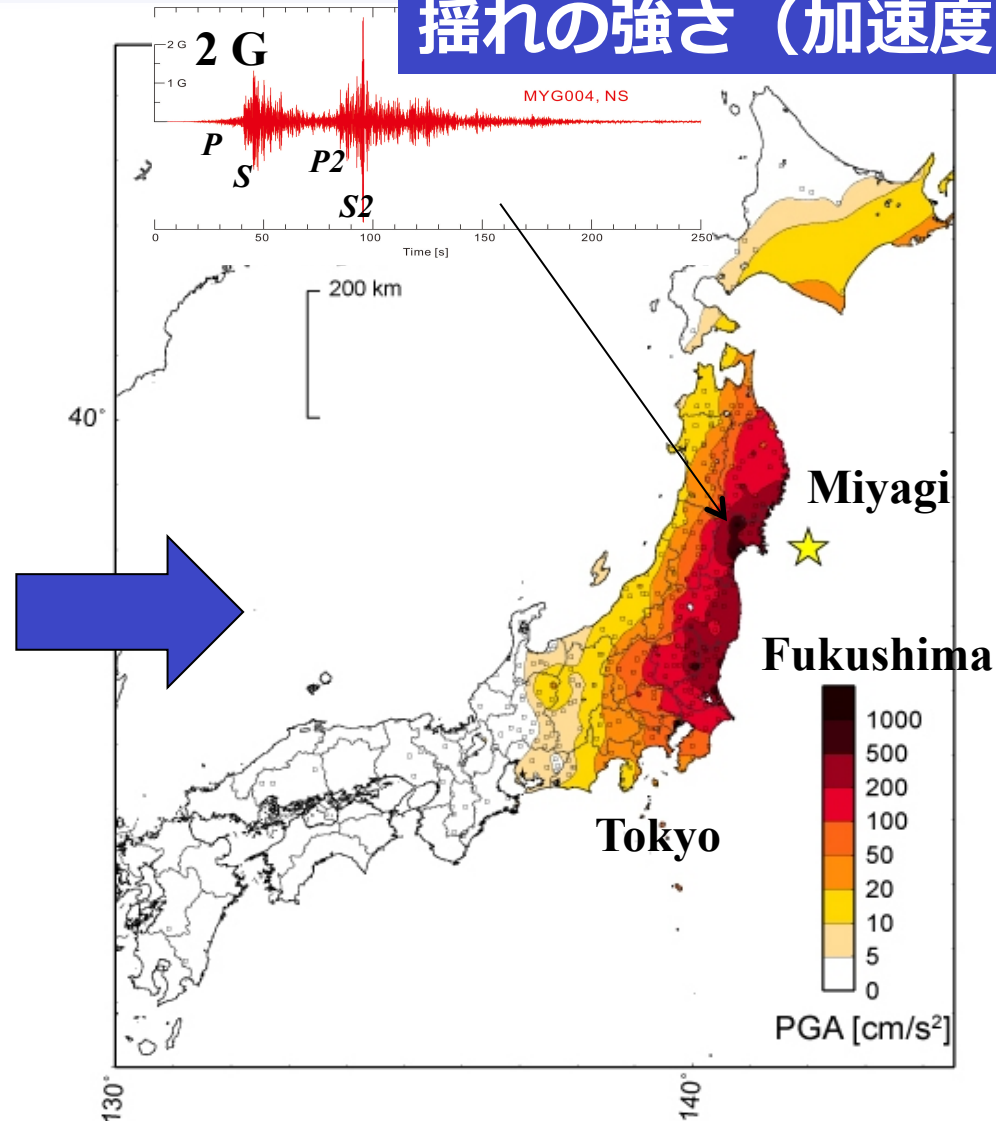 揺れの強さ（加速度
2 G
2 G
1 G
MYG004, NS
P
S
P2
S2
0 50 100 150 200 250
Time [s]
200 km
40°
Miyagi
Fukushima
Tokyo
1000
500
200
100
50
20
10
5
0
PGA [cm/s²]
130°
140°